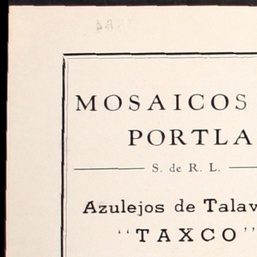 MOSAICOS
PORTLA
S. de R. L.
Azulejos de Talav
"TAXCO"